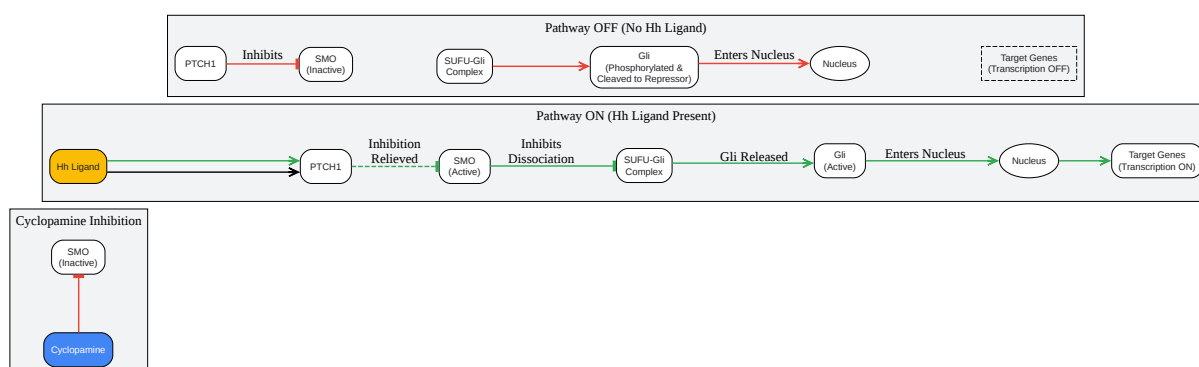 Pathway OFF (No Hh Ligand)
PTCH1
Inhibits
SMO
(Inactive)
SUFU-Gli
Complex
Gli
(Phosphorylated &
Cleaved to Repressor)
Enters Nucleus
Nucleus
Target Genes
(Transcription OFF)
Pathway ON (Hh Ligand Present)
Hh Ligand
PTCH1
Inhibition
Relieved
SMO
(Active)
Inhibits
Dissociation
SUFU-Gli
Complex
Gli Released
Gli
(Active)
Enters Nucleus
Nucleus
Target Genes
(Transcription ON)
Cyclopamine Inhibition
SMO
(Inactive)
Cyclopamine